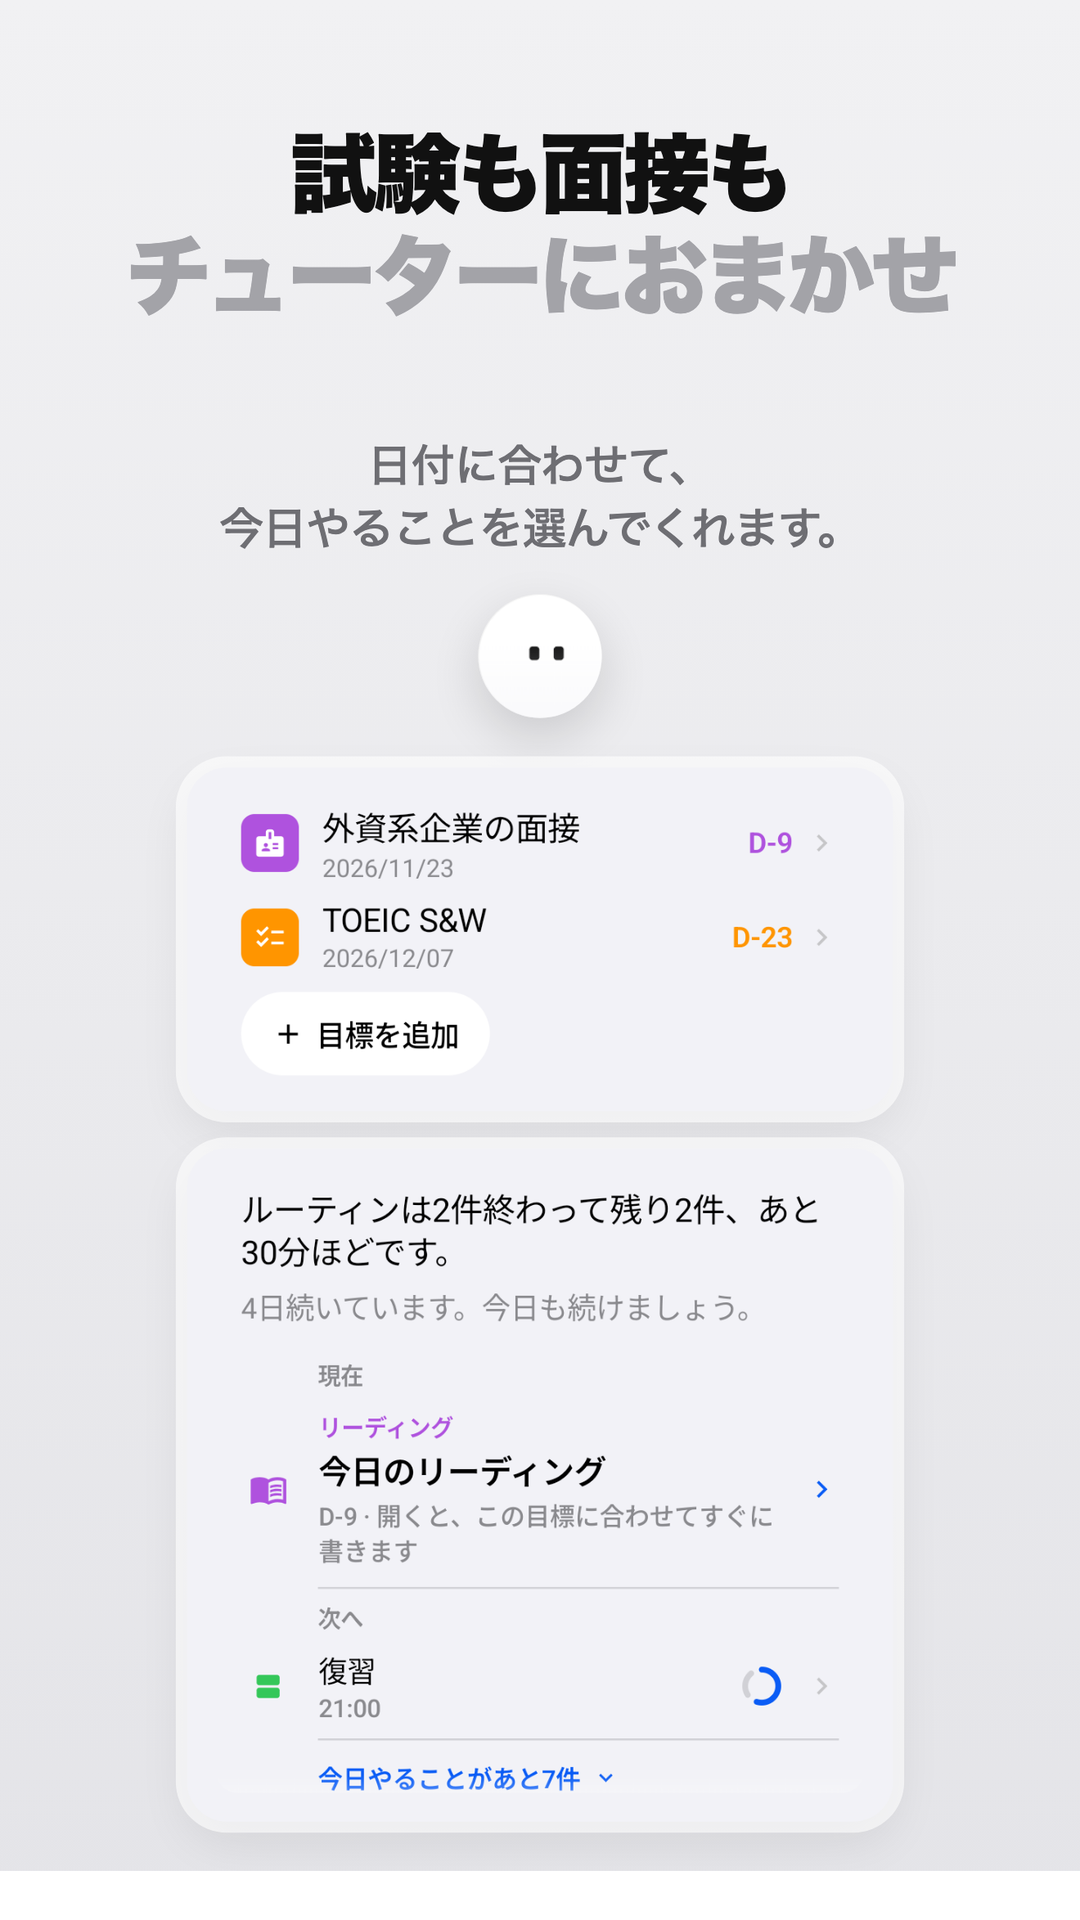 試験も面接も
チューターにおまかせ
日付に合わせて、
今日やることを選んでくれます。
外資系企業の面接
D-9
2026/11/23
TOEIC S&W
D-23
2026/12/07
+ 目標を追加
ルーティンは2件終わって残り2件、あと
30分ほどです。
4日続いています。今日も続けましょう。
現在
リーディング
今日のリーディング
D-9 · 開くと、この目標に合わせてすぐに
書きます
次へ
復習
21:00
今日やることがあと7件